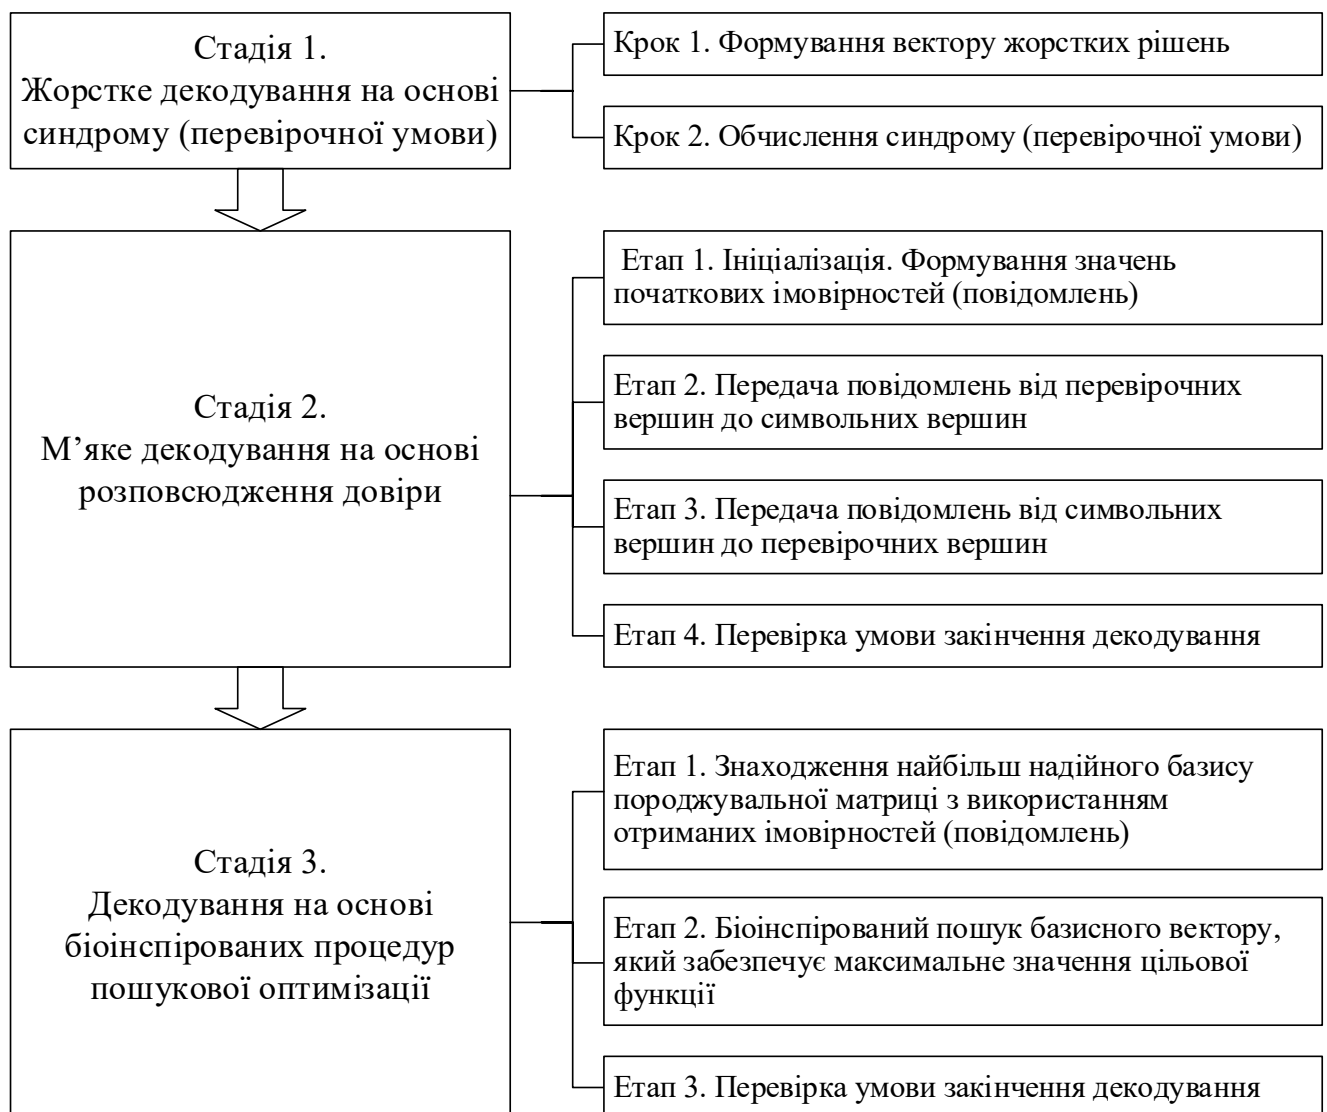 Стадія 1.
Жорстке декодування на основі
синдрому (перевірочної умови)
Крок 1. Формування вектору жорстких рішень
Крок 2. Обчислення синдрому (перевірочної умови)
Стадія 2.
М’яке декодування на основі
розповсюдження довіри
Етап 1. Ініціалізація. Формування значень
початкових імовірностей (повідомлень)
Етап 2. Передача повідомлень від перевірочних
вершин до символьних вершин
Етап 3. Передача повідомлень від символьних
вершин до перевірочних вершин
Етап 4. Перевірка умови закінчення декодування
Стадія 3.
Декодування на основі
біоінспірованих процедур
пошукової оптимізації
Етап 1. Знаходження найбільш надійного базису
породжувальної матриці з використанням
отриманих імовірностей (повідомлень)
Етап 2. Біоінспірований пошук базисного вектору,
який забезпечує максимальне значення цільової
функції
Етап 3. Перевірка умови закінчення декодування